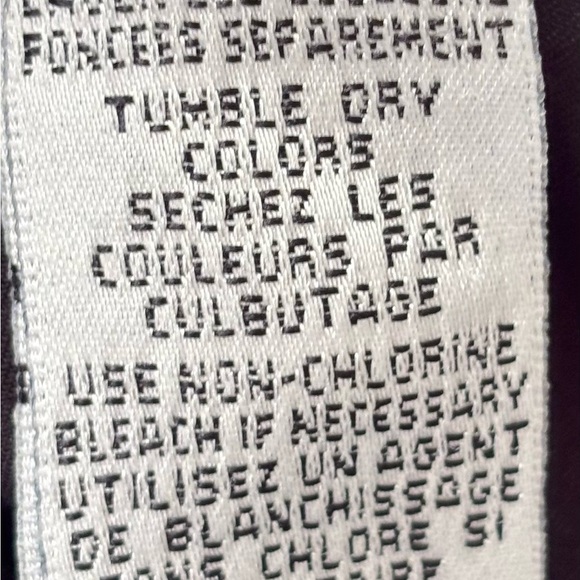 FONCEES SEPAREMENT
TUMBLE DRY
COLORS
SECHEZ LES
COULEURS PAR
CULBUTAGE
USE NON-CHLORINE
BLEACH IF NECESSARY
UTILISEZ UN AGENT
DE BLANCHISSAGE
SANS CHLORE SI